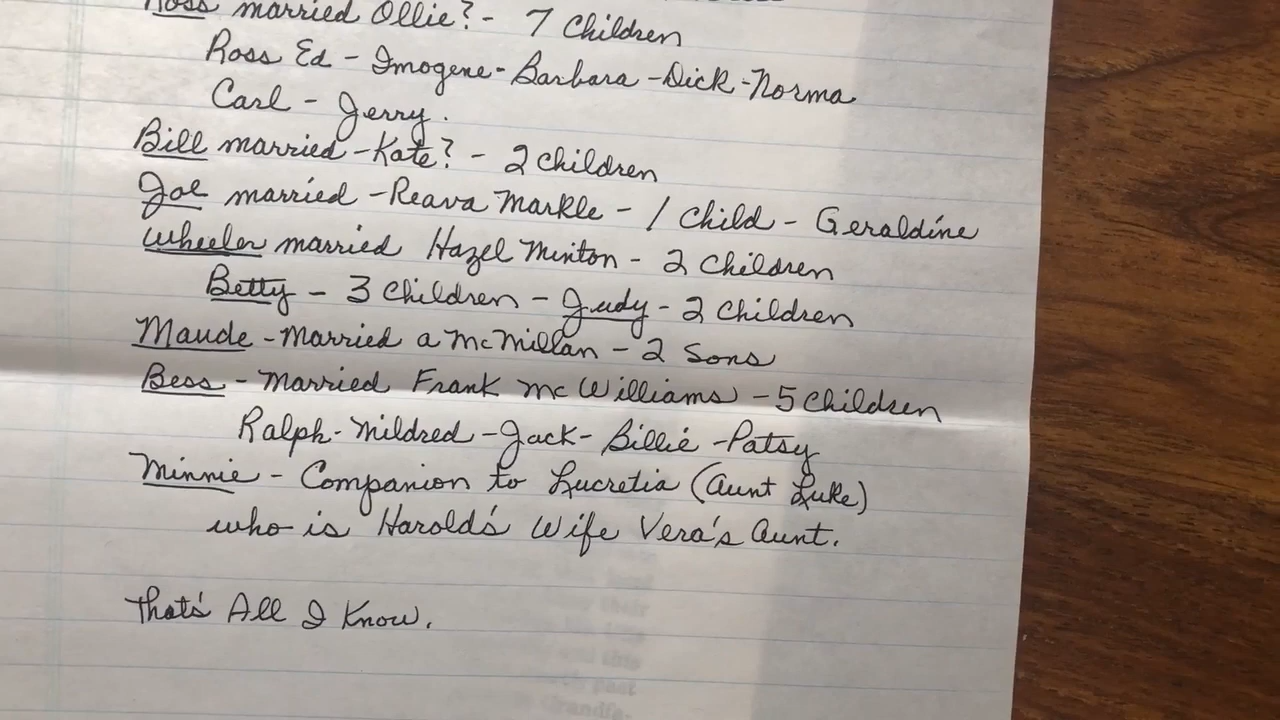 Ross married Ollie? - 7 Children
Ross Ed - Imogene - Barbara - Dick - Norma
Carl - Jerry.
Bill married - Kate? - 2 Children
Joe married - Reava Markle - 1 Child - Geraldine
Wheeler married Hazel Minton - 2 Children
Betty - 3 Children - Judy - 2 Children
Maude - Married a McMillan - 2 Sons
Bess - Married Frank McWilliams - 5 Children
Ralph - Mildred - Jack - Billie - Patsy
Minnie - Companion to Lucretia (Aunt Luke)
who is Harold's Wife Vera's Aunt.
That's All I Know.